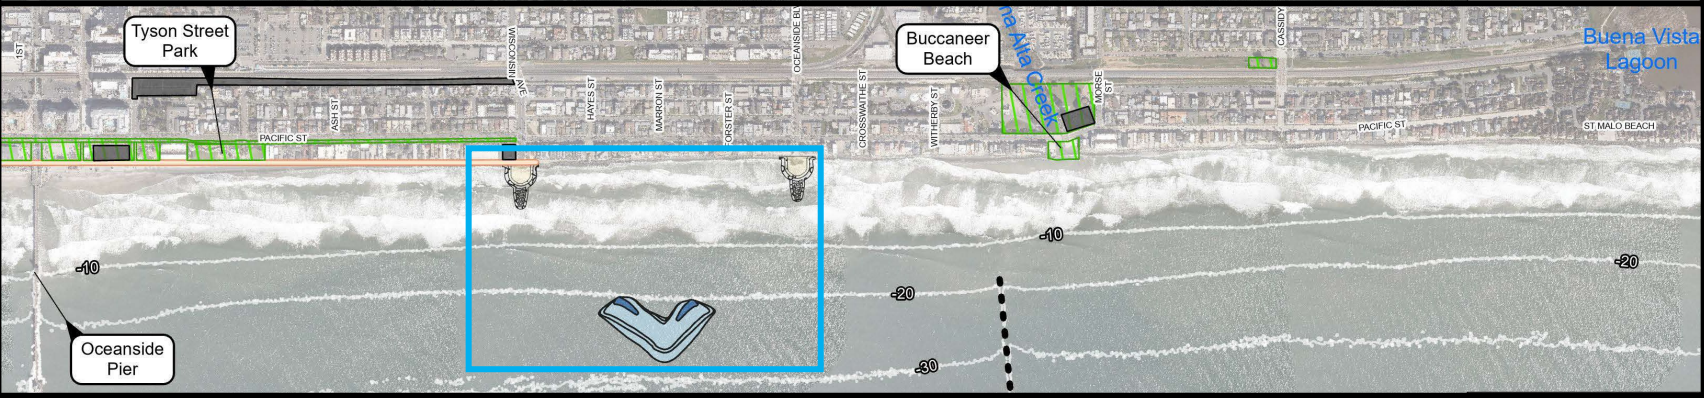 1ST
Tyson Street
Park
WISCONSIN
AVE
OCEANSIDE BLV
Buccaneer
Beach
na Alta Creek
CASSIDY
Buena Vista
Lagoon
ASH ST
HAYES ST
MARRON ST
FORSTER ST
CROSSWAITHE ST
WITHERBY ST
MORSE
ST
PACIFIC ST
PACIFIC ST
ST MALO BEACH
-10
-10
-20
-20
-30
Oceanside
Pier